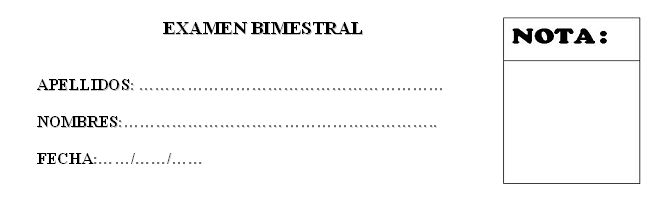 EXAMEN BIMESTRAL
NOTA:
APELLIDOS: ……………………………………………………
NOMBRES:……………………………………………………..
FECHA:……/……/……